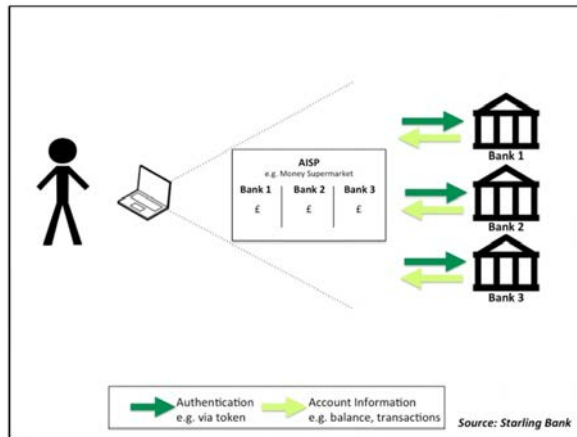 AISP
e.g. Money Supermarket
Bank 1 Bank 2 Bank 3
£ £ £
Bank 1
Bank 2
Bank 3
Authentication
e.g. via token
Account Information
e.g. balance, transactions
Source: Starling Bank